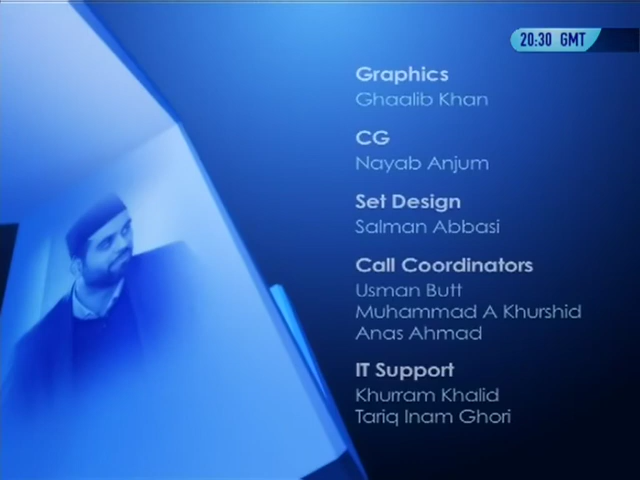 20:30 GMT
Graphics
Ghaalib Khan
CG
Nayab Anjum
Set Design
Salman Abbasi
Call Coordinators
Usman Butt
Muhammad A Khurshid
Anas Ahmad
IT Support
Khurram Khalid
Tariq Inam Ghori